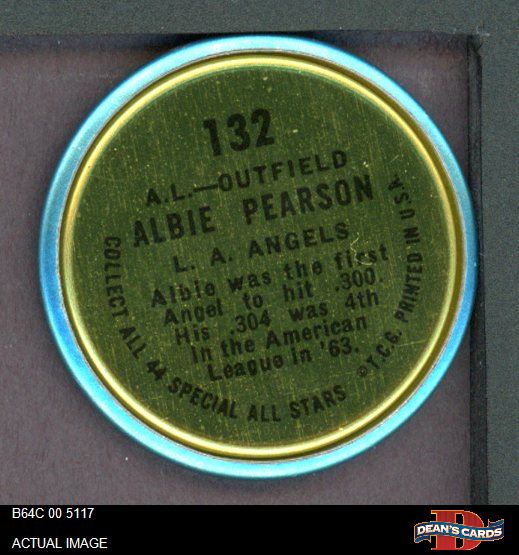 132
A.L.—OUTFIELD
ALBIE PEARSON
L. A. ANGELS
Albie was the first
Angel to hit .300.
His .304 was 4th
in the American
League in '63.
COLLECT ALL 44 SPECIAL ALL STARS
©T.C.G. PRINTED IN U.S.A.
B64C 00 5117
ACTUAL IMAGE
DEAN'S CARDS